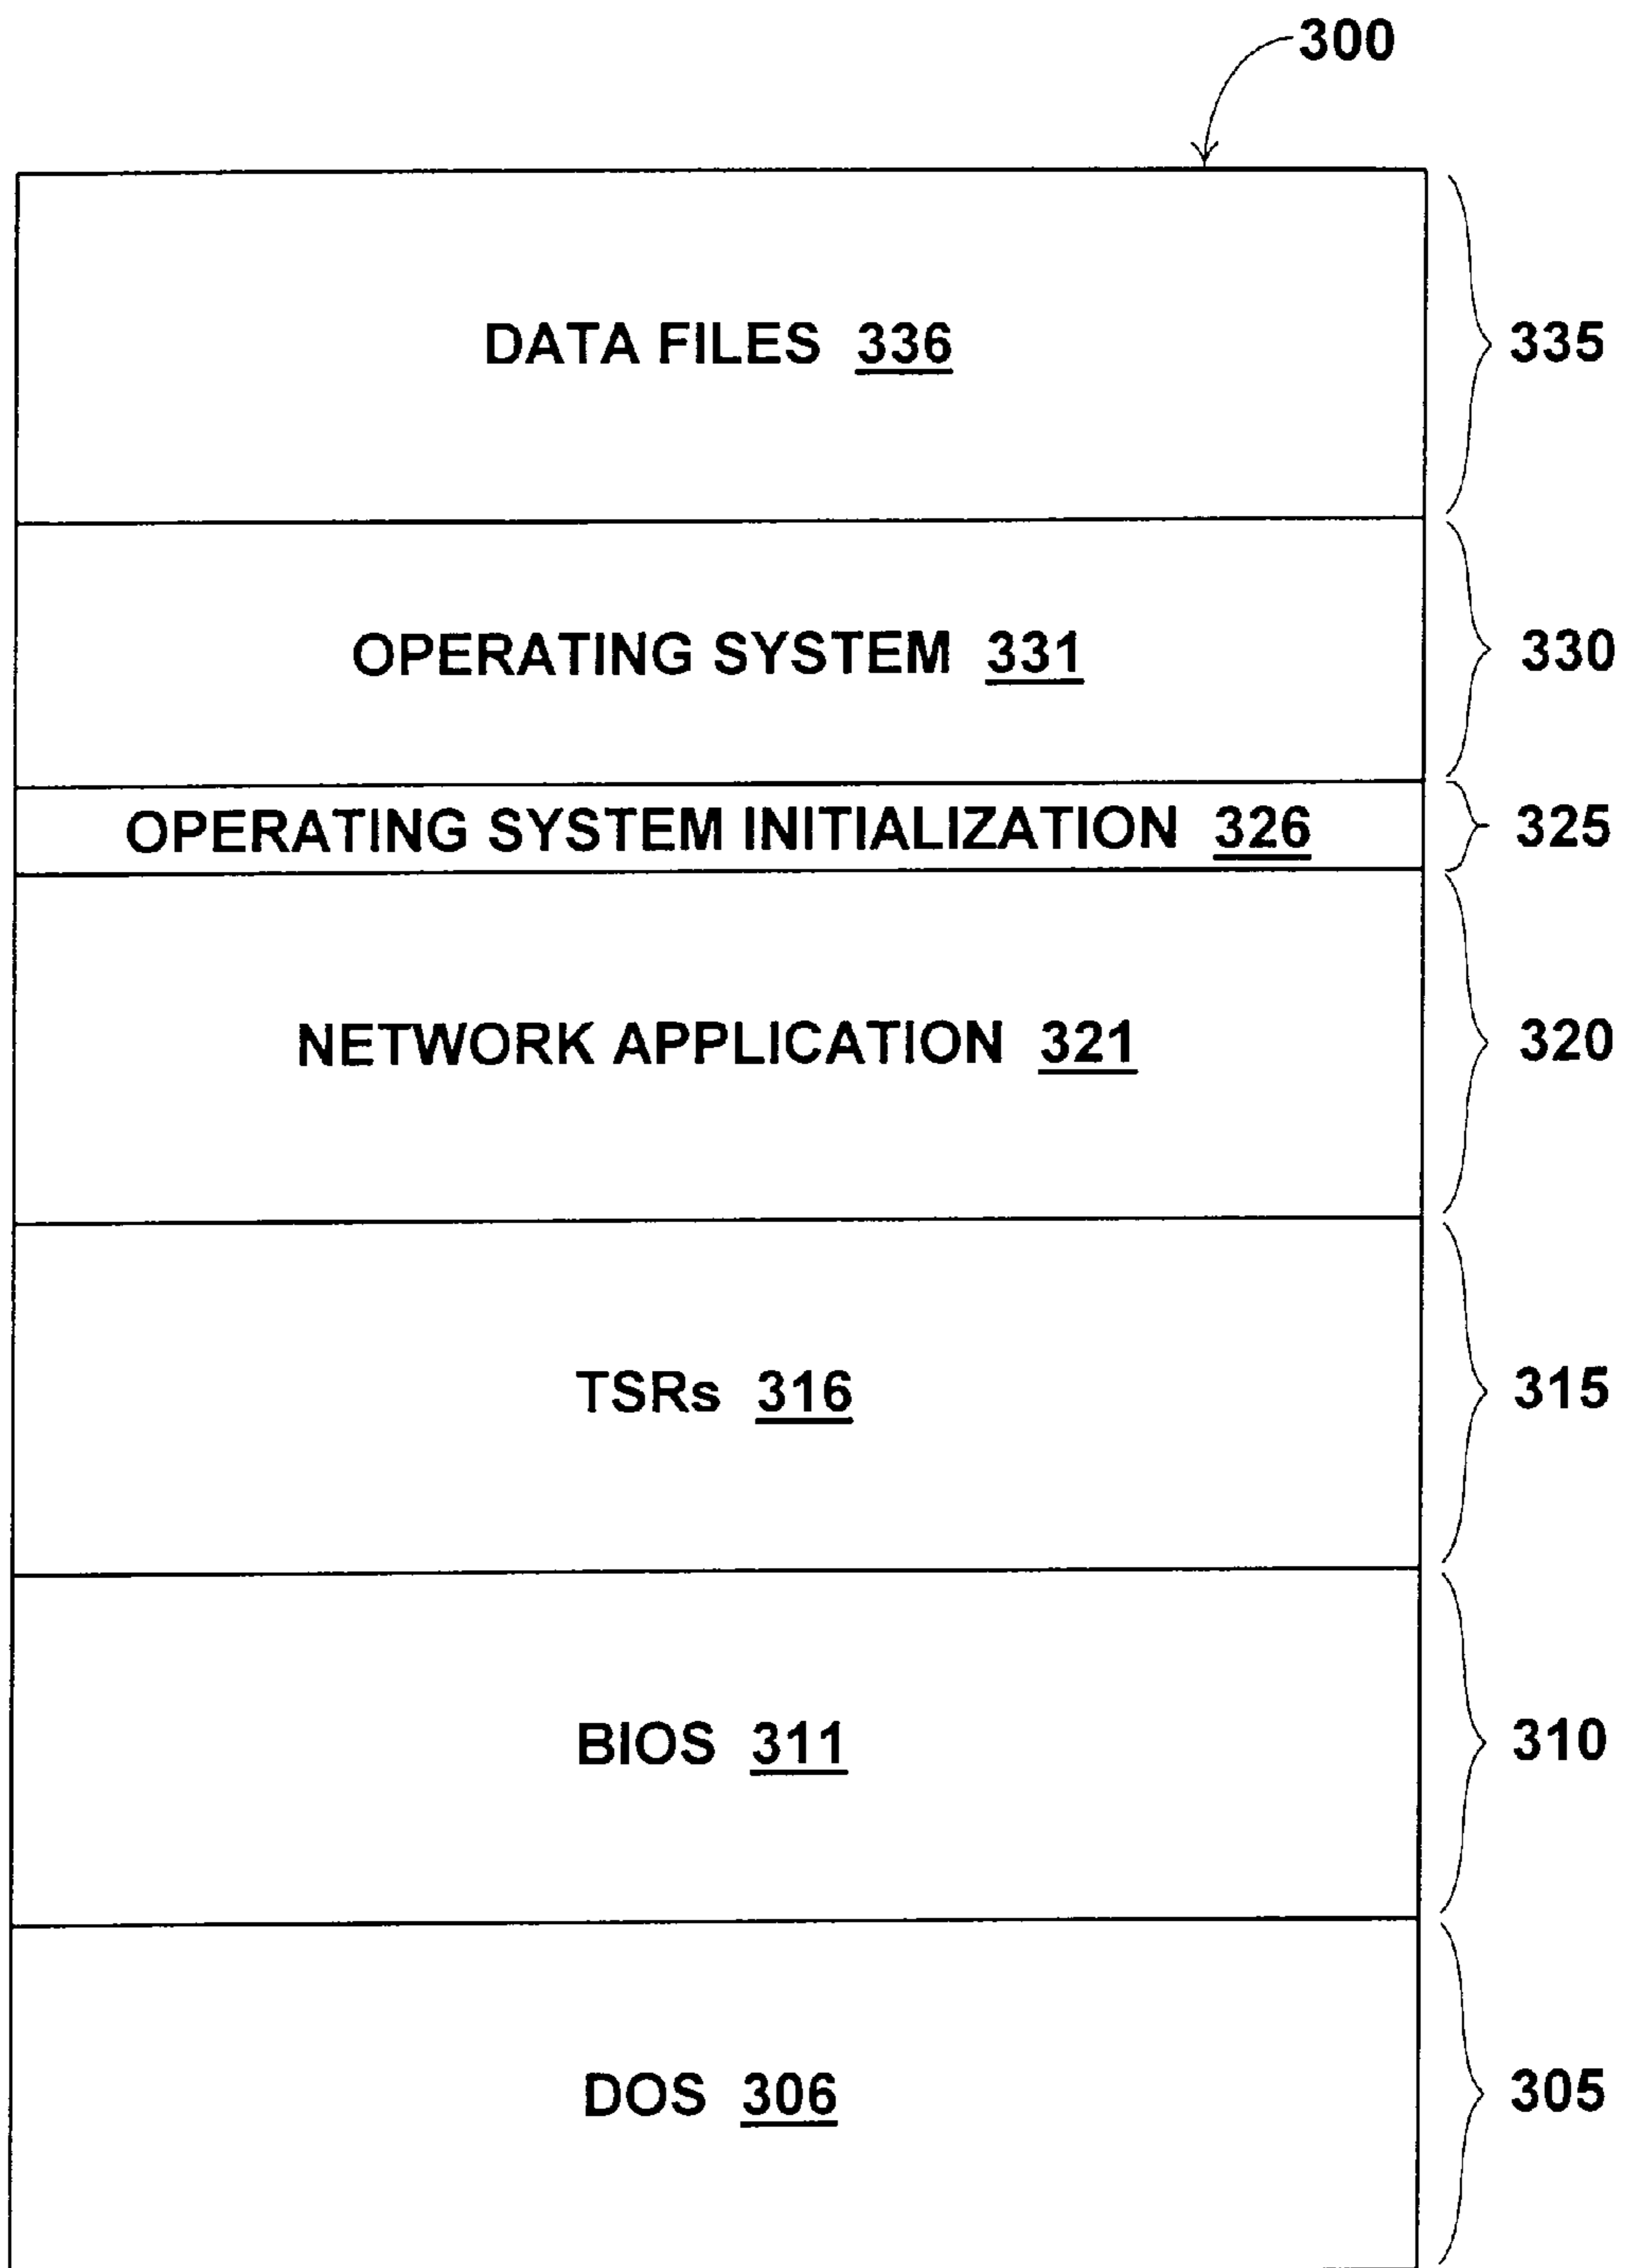 300
DATA FILES 336
335
OPERATING SYSTEM 331
330
OPERATING SYSTEM INITIALIZATION 326
325
NETWORK APPLICATION 321
320
TSRs 316
315
BIOS 311
310
DOS 306
305